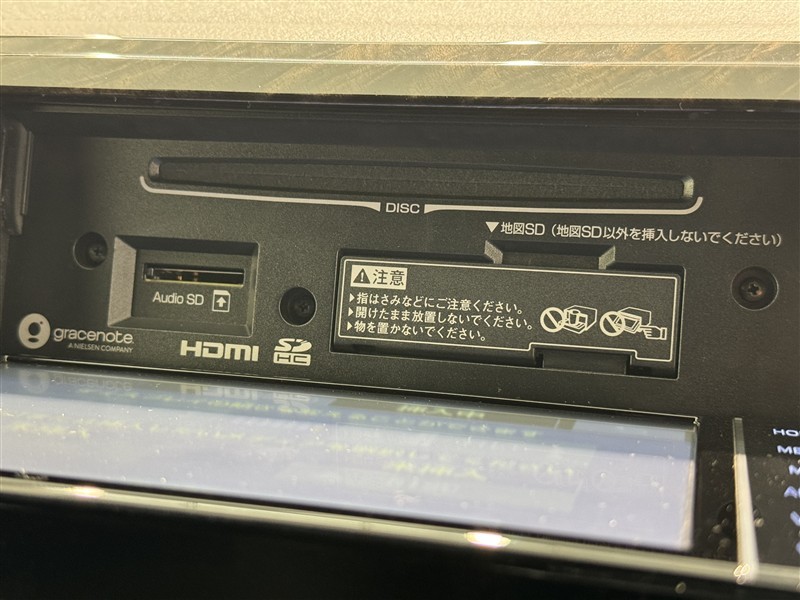 DISC
▼地図SD（地図SD以外を挿入しないでください）
Audio SD
gracenote.
A NIELSEN COMPANY
HDMI
SD
HC
⚠注意
▶指はさみなどにご注意ください。
▶開けたまま放置しないでください。
▶物を置かないでください。